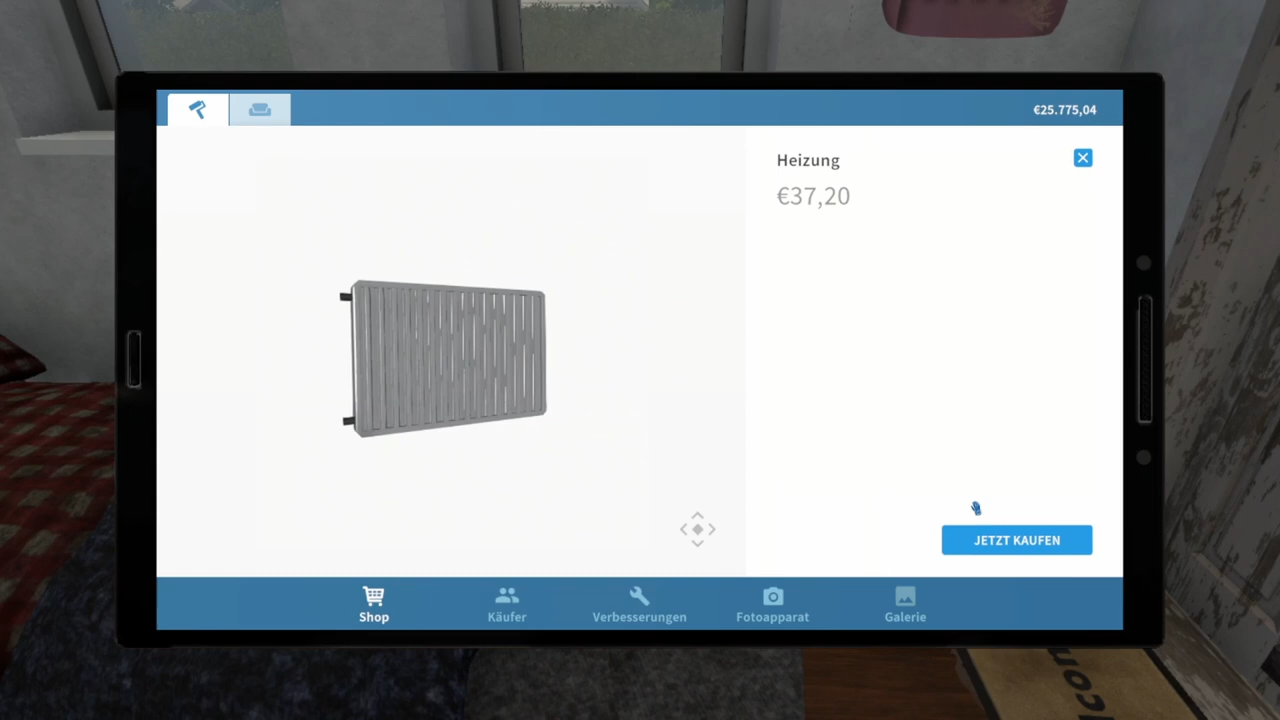 €25.775,04
Heizung
€37,20
JETZT KAUFEN
Shop
Käufer
Verbesserungen
Fotoapparat
Galerie